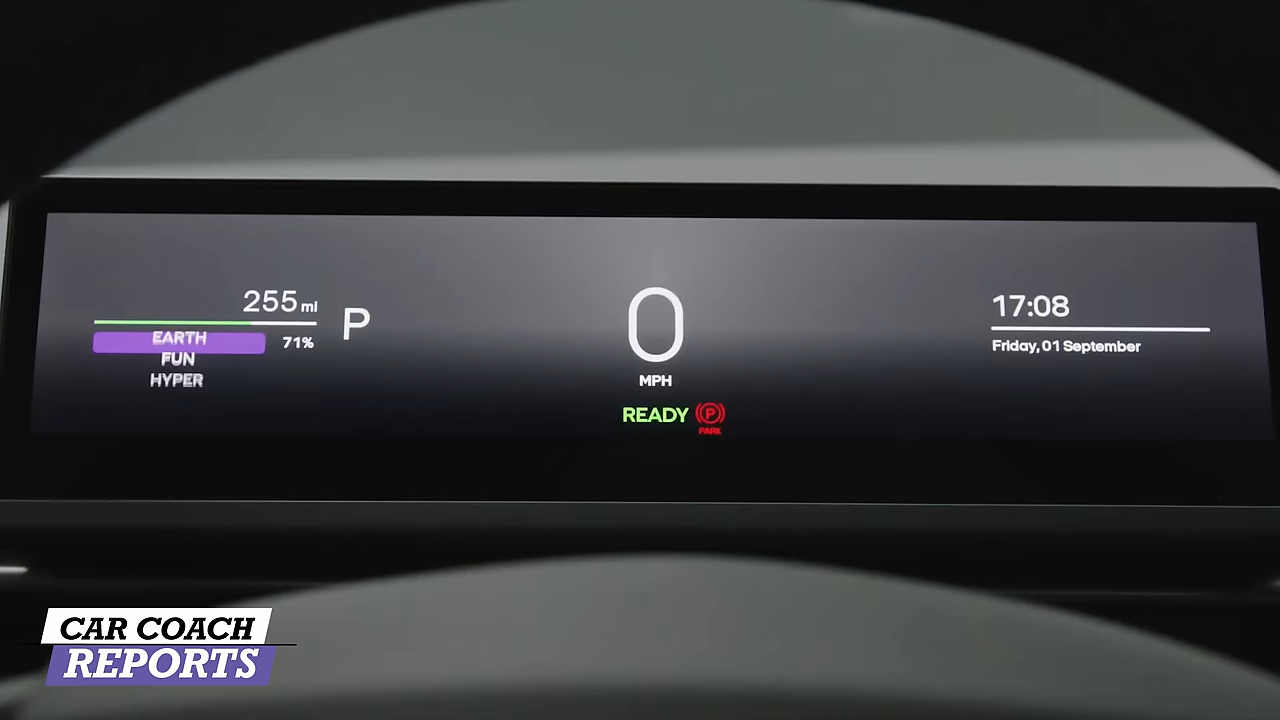 255 mi
P
EARTH
71%
FUN
HYPER
0
MPH
READY
P
PARK
17:08
Friday, 01 September
CAR COACH
REPORTS